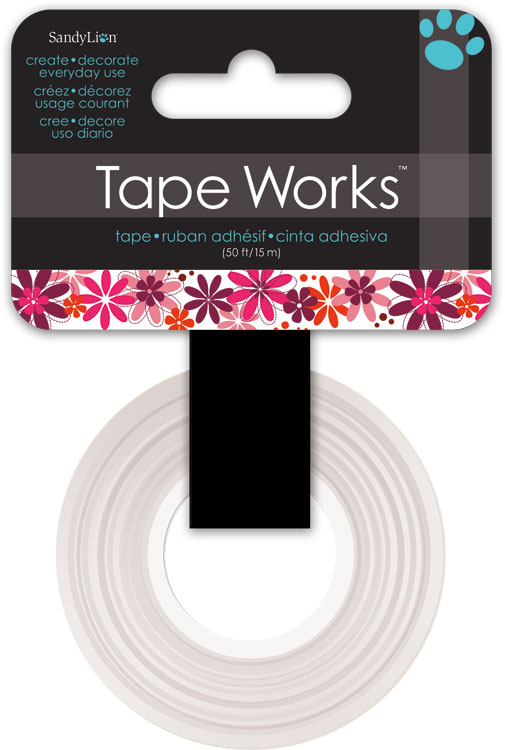 SandyLion™
create•decorate
everyday use
créez•décorez
usage courant
cree•decore
uso diario
Tape Works™
tape•ruban adhésif•cinta adhesiva
(50 ft/15 m)